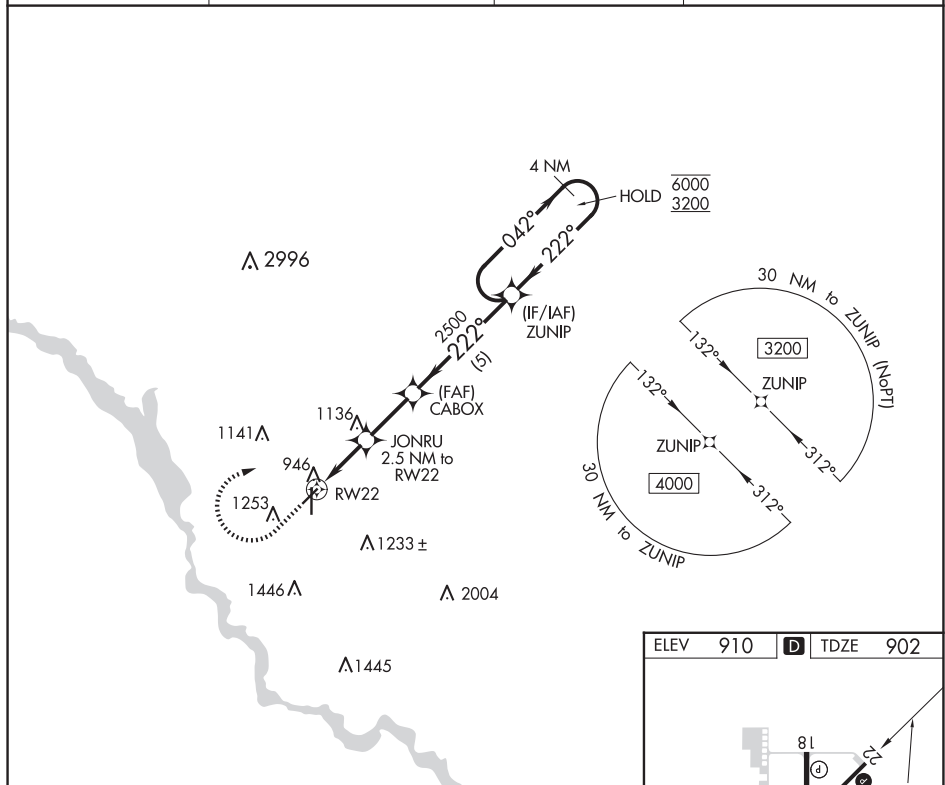 4 NM
HOLD
6000
3200
042°
222°
2996
(IF/IAF)
ZUNIP
2500
222°
(5)
30 NM to ZUNIP (NoPT)
132°
3200
ZUNIP
312°
132°
ZUNIP
4000
312°
30 NM to ZUNIP
(FAF)
CABOX
1136
1141
JONRU
2.5 NM to
RW22
946
RW22
1253
1233 ±
1446
2004
1445
ELEV 910 D TDZE 902
18
22
P
P